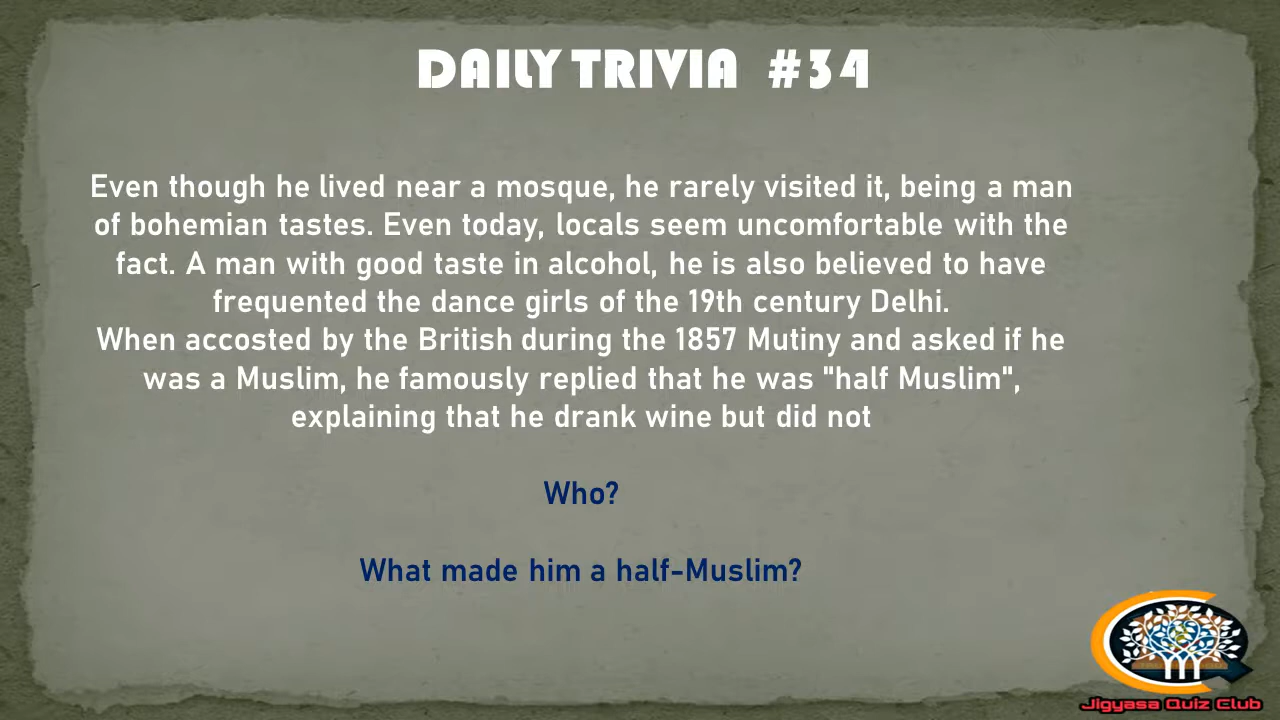 DAILY TRIVIA #34
Even though he lived near a mosque, he rarely visited it, being a man
of bohemian tastes. Even today, locals seem uncomfortable with the
fact. A man with good taste in alcohol, he is also believed to have
frequented the dance girls of the 19th century Delhi.
When accosted by the British during the 1857 Mutiny and asked if he
was a Muslim, he famously replied that he was "half Muslim",
explaining that he drank wine but did not
Who?
What made him a half-Muslim?
Jigyasa Quiz Club